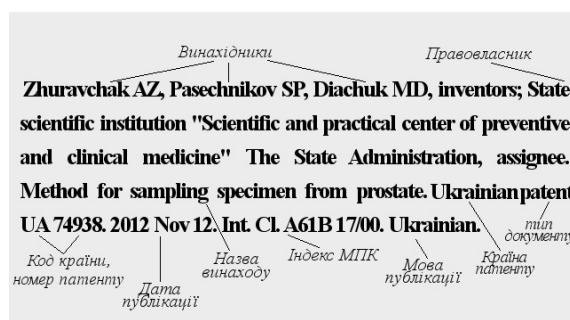 Винахідники
Правовласник
Zhuravchak AZ, Pasechnikov SP, Diachuk MD, inventors; State
scientific institution "Scientific and practical center of preventive
and clinical medicine" The State Administration, assignee.
Method for sampling specimen from prostate. Ukrainian patent
UA 74938. 2012 Nov 12. Int. Cl. A61B 17/00. Ukrainian.
Код країни,
номер патенту
Дата
публікації
Назва
винаходу
Індекс МПК
Мова
публікації
Країна
патенту
тип
документу